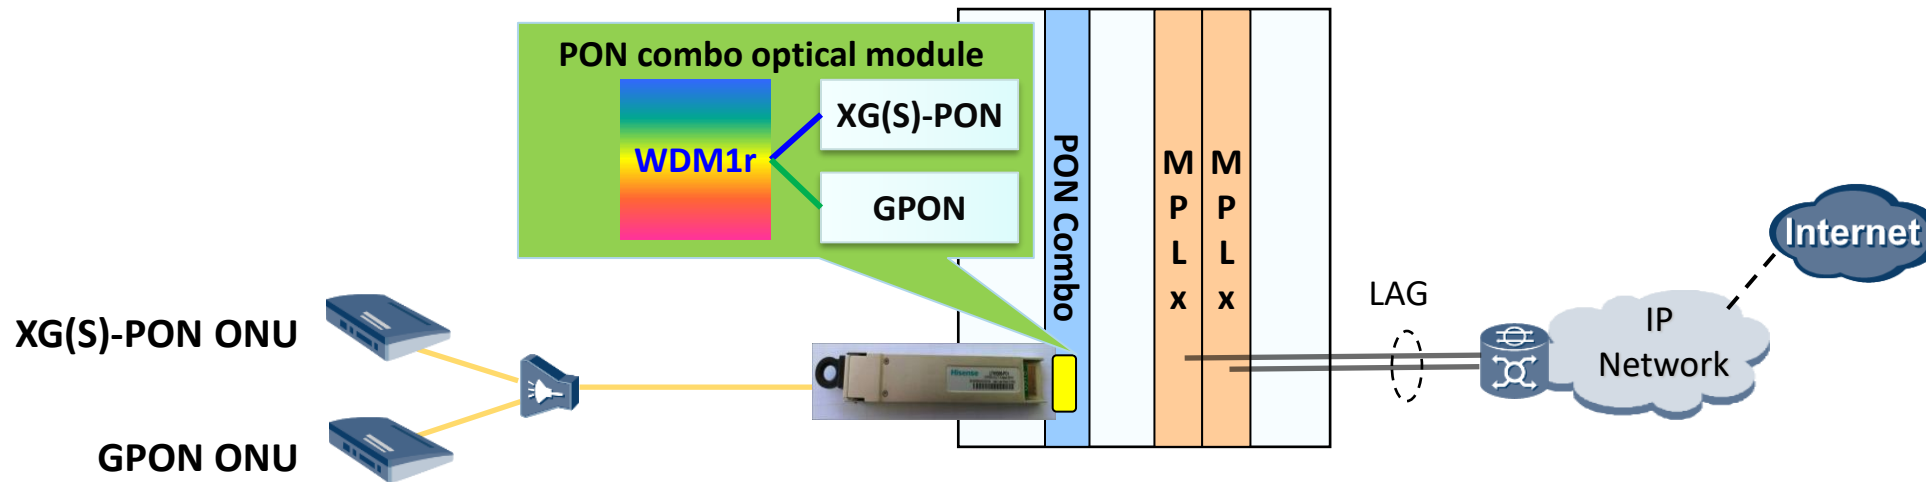 PON combo optical module
XG(S)-PON
WDM1r
GPON
PON Combo
M
P
L
x
M
P
L
x
Internet
LAG
IP
Network
XG(S)-PON ONU
GPON ONU
Hisense